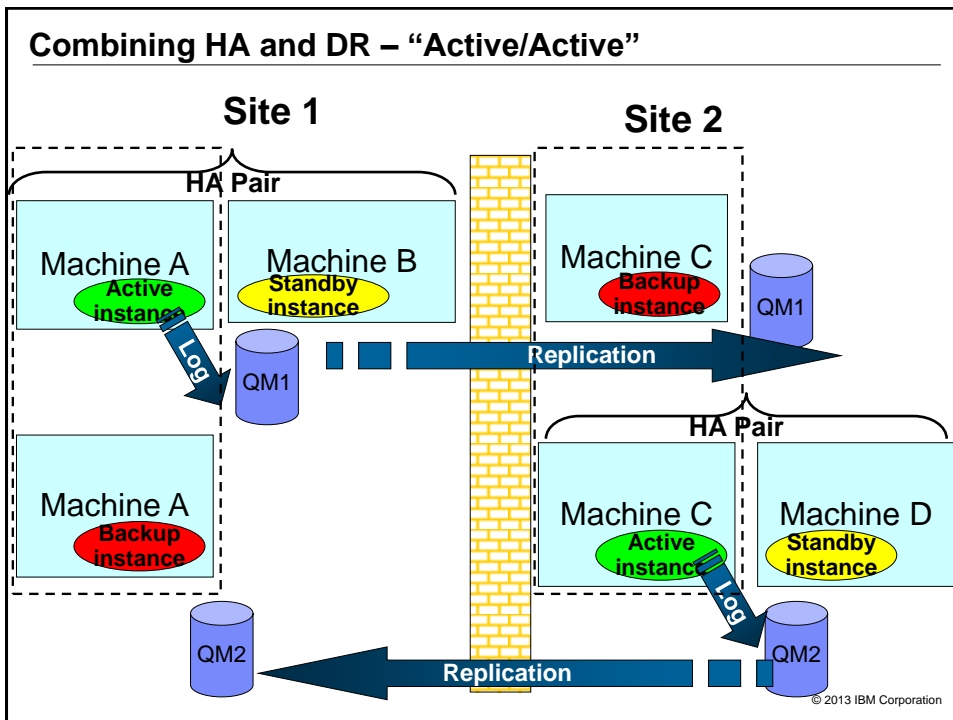 Combining HA and DR – “Active/Active”
Site 1
Site 2
HA Pair
Machine A
Active
instance
Machine B
Standby
instance
Log
QM1
Replication
Machine C
Backup
instance
QM1
HA Pair
Machine A
Backup
instance
Machine C
Active
instance
Machine D
Standby
instance
Log
QM2
Replication
QM2
© 2013 IBM Corporation